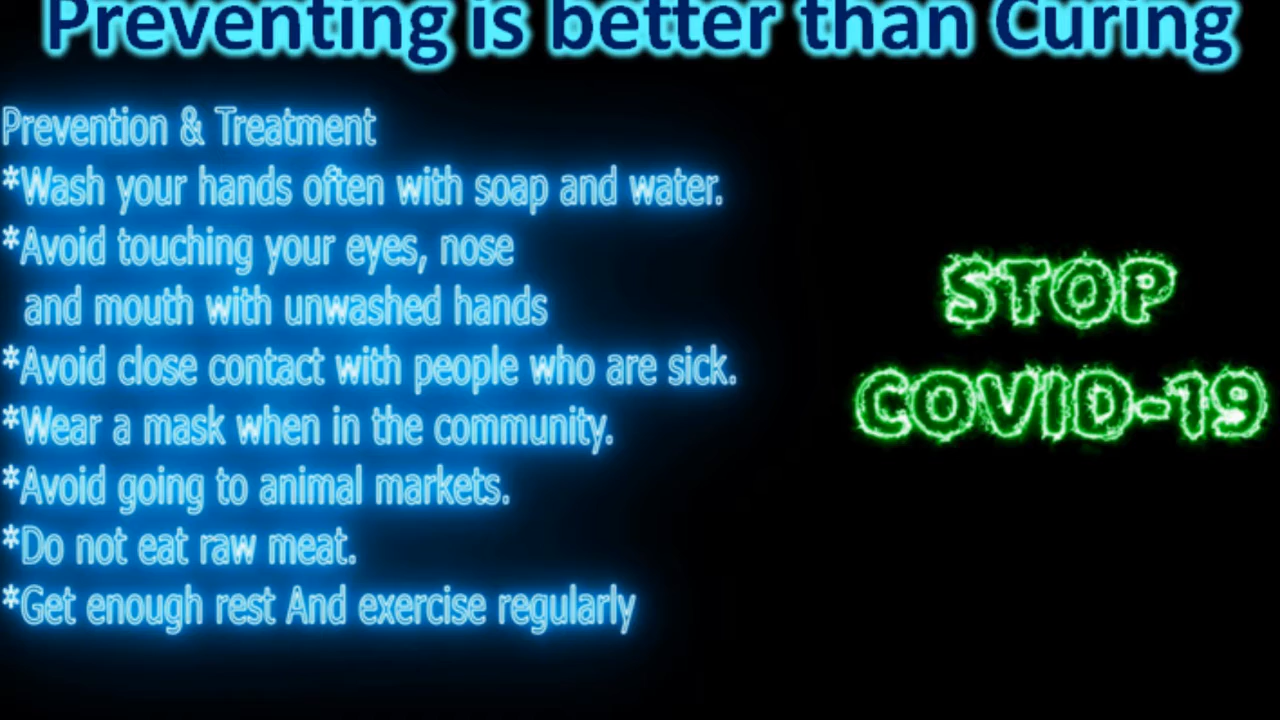 Preventing is better than Curing
Prevention & Treatment
*Wash your hands often with soap and water.
*Avoid touching your eyes, nose
and mouth with unwashed hands
*Avoid close contact with people who are sick.
*Wear a mask when in the community.
*Avoid going to animal markets.
*Do not eat raw meat.
*Get enough rest And exercise regularly
STOP
COVID-19